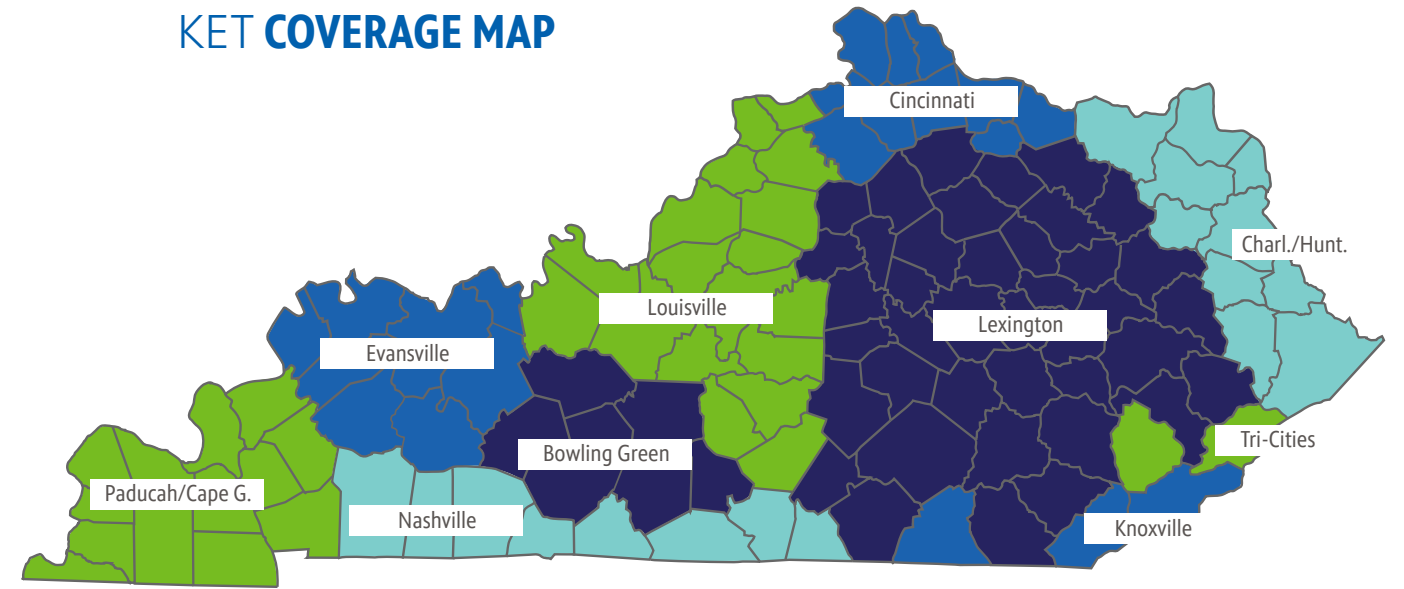 KET COVERAGE MAP
Cincinnati
Charl./Hunt.
Louisville
Lexington
Evansville
Tri-Cities
Bowling Green
Paducah/Cape G.
Nashville
Knoxville